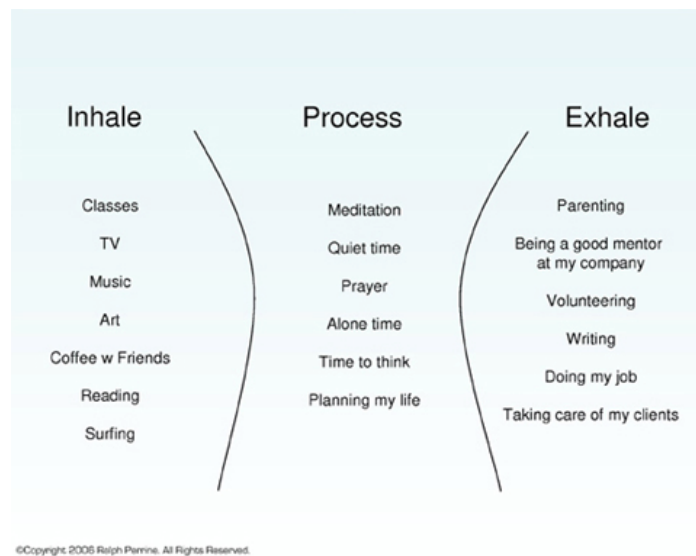 Inhale
Classes
TV
Music
Art
Coffee w Friends
Reading
Surfing
Process
Meditation
Quiet time
Prayer
Alone time
Time to think
Planning my life
Exhale
Parenting
Being a good mentor
at my company
Volunteering
Writing
Doing my job
Taking care of my clients
©Copyright 2006 Ralph Perrine. All Rights Reserved.